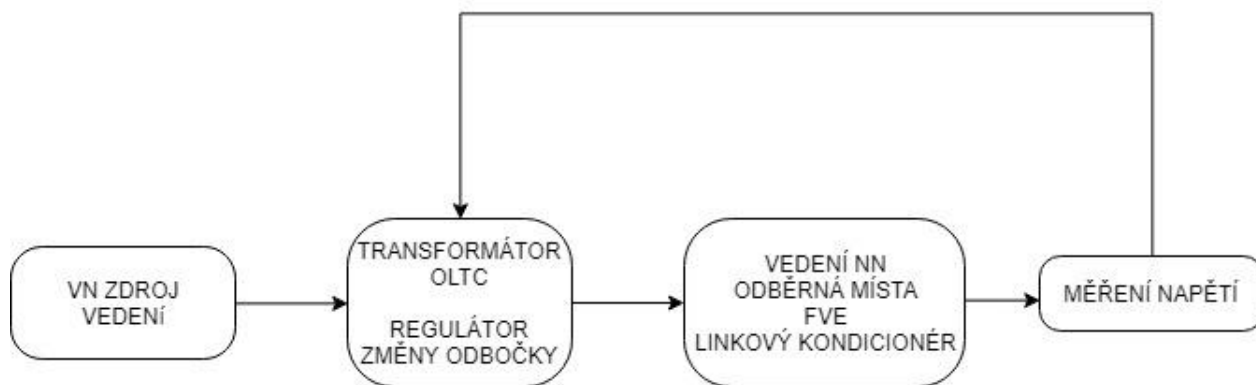 VN ZDROJ
VEDENÍ
TRANSFORMÁTOR
OLTC
REGULÁTOR
ZMĚNY ODBOČKY
VEDENÍ NN
ODBĚRNÁ MÍSTA
FVE
LINKOVÝ KONDICIONÉR
MĚŘENÍ NAPĚTÍ